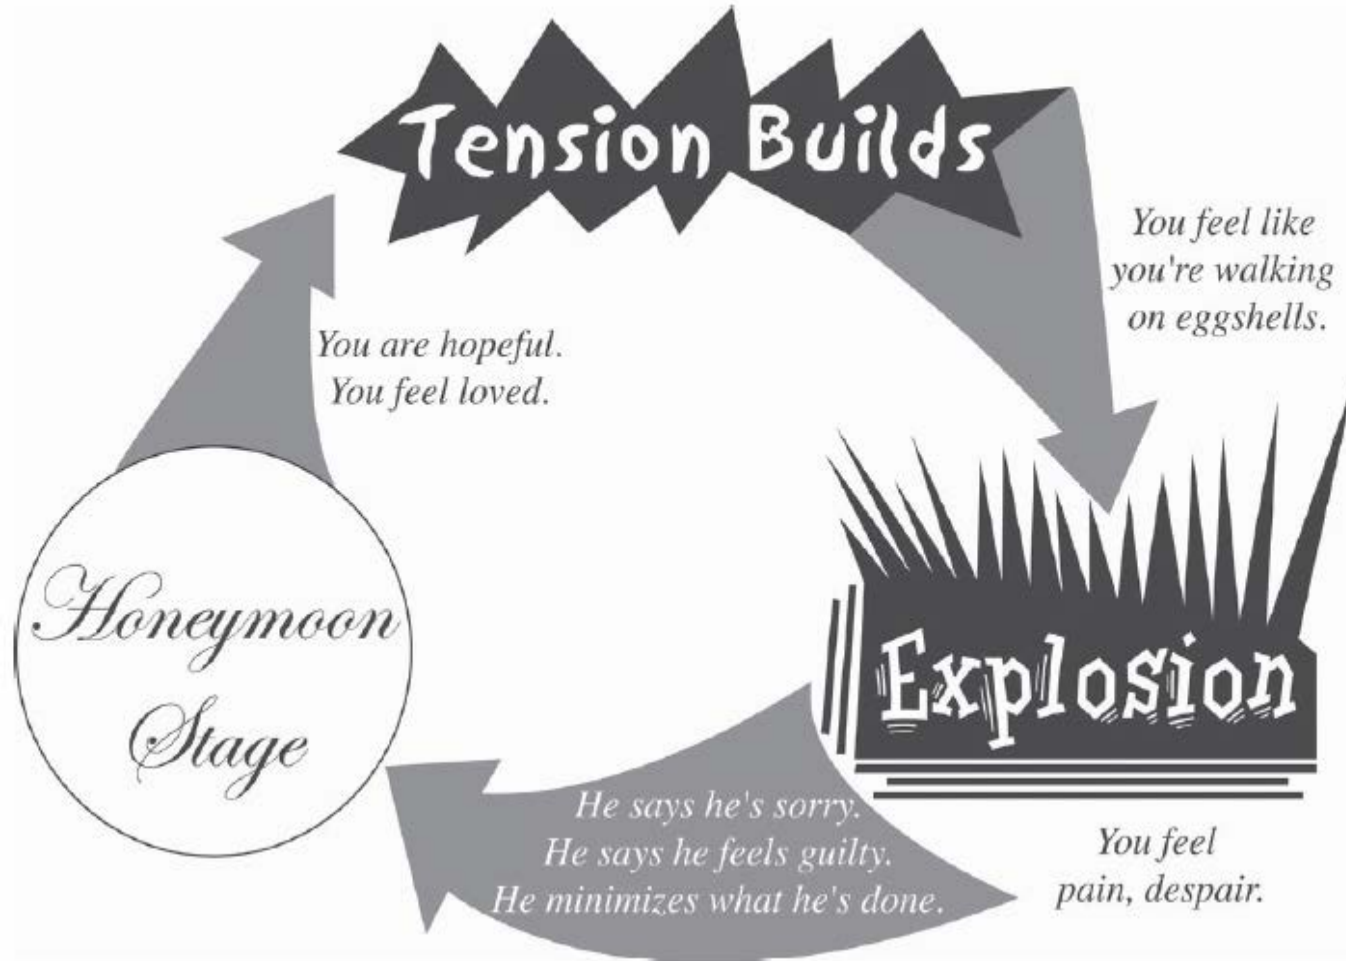 Tension Builds
You feel like
you're walking
on eggshells.
You are hopeful.
You feel loved.
Honeymoon
Stage
Explosion
He says he's sorry.
He says he feels guilty.
He minimizes what he's done.
You feel
pain, despair.